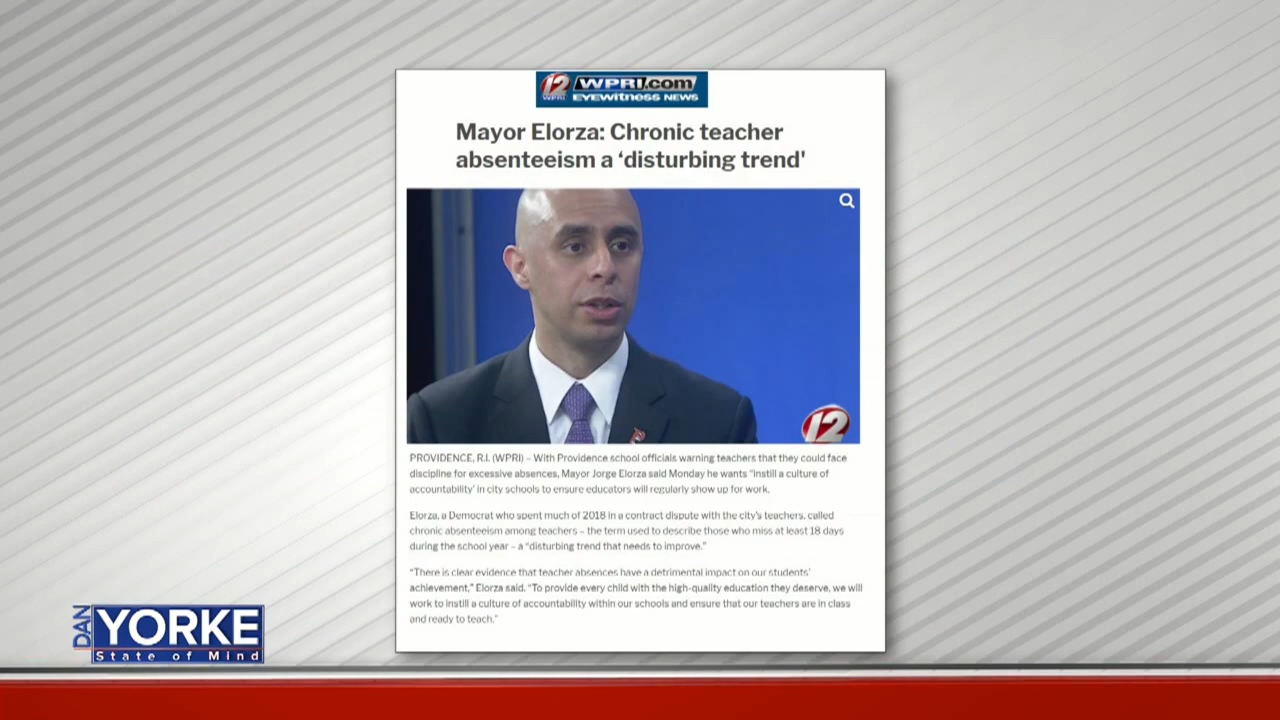 12 WPRI.com
WPRI EYEWITNESS NEWS
Mayor Elorza: Chronic teacher
absenteeism a ‘disturbing trend'
12
PROVIDENCE, R.I. (WPRI) – With Providence school officials warning teachers that they could face
discipline for excessive absences, Mayor Jorge Elorza said Monday he wants “instill a culture of
accountability’ in city schools to ensure educators will regularly show up for work.
Elorza, a Democrat who spent much of 2018 in a contract dispute with the city’s teachers, called
chronic absenteeism among teachers – the term used to describe those who miss at least 18 days
during the school year – a “disturbing trend that needs to improve.”
“There is clear evidence that teacher absences have a detrimental impact on our students’
achievement,” Elorza said. “To provide every child with the high-quality education they deserve, we will
work to instill a culture of accountability within our schools and ensure that our teachers are in class
and ready to teach.”
DAN
YORKE
State of Mind